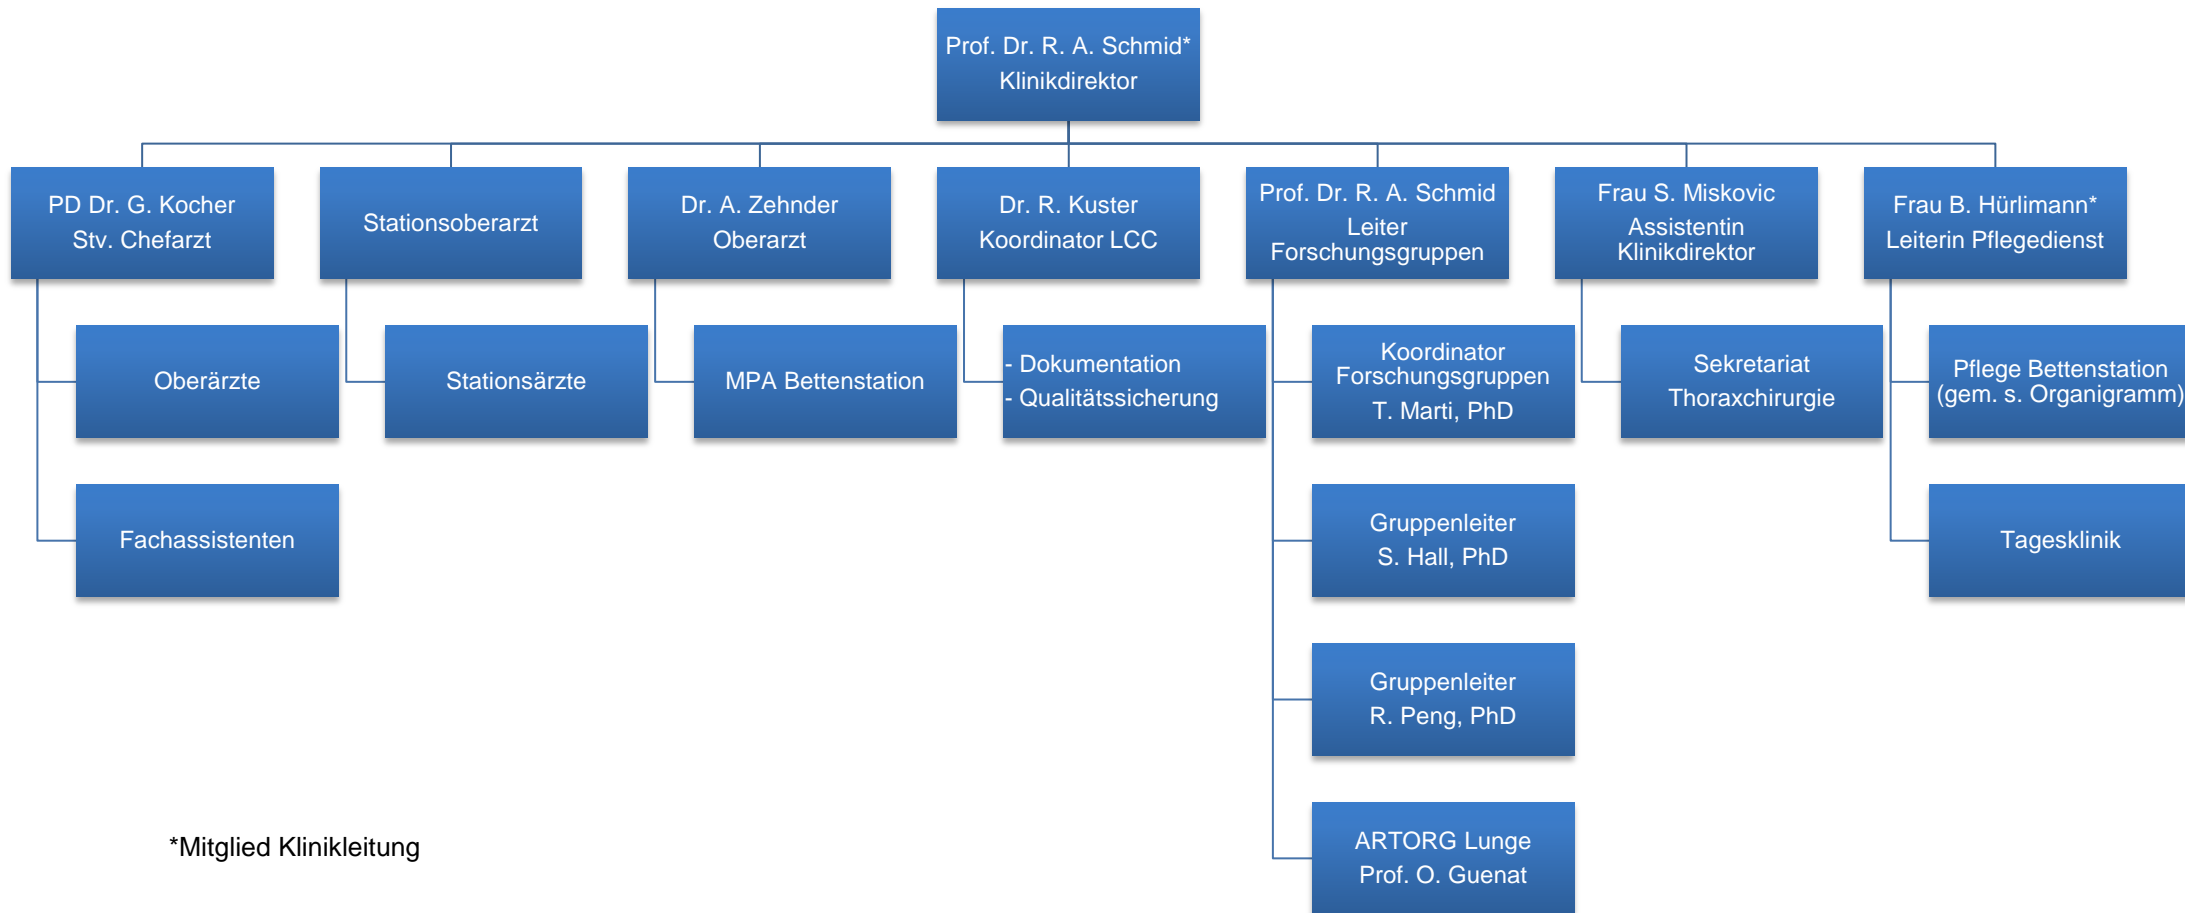 Prof. Dr. R. A. Schmid*
Klinikdirektor
PD Dr. G. Kocher
Stv. Chefarzt
Stationsoberarzt
Dr. A. Zehnder
Oberarzt
Dr. R. Kuster
Koordinator LCC
Prof. Dr. R. A. Schmid
Leiter
Forschungsgruppen
Frau S. Miskovic
Assistentin
Klinikdirektor
Frau B. Hürlimann*
Leiterin Pflegedienst
Oberärzte
Stationsärzte
MPA Bettenstation
- Dokumentation
- Qualitätssicherung
Koordinator
Forschungsgruppen
T. Marti, PhD
Sekretariat
Thoraxchirurgie
Pflege Bettenstation
(gem. s. Organigramm)
Fachassistenten
Gruppenleiter
S. Hall, PhD
Tagesklinik
Gruppenleiter
R. Peng, PhD
ARTORG Lunge
Prof. O. Guenat
*Mitglied Klinikleitung